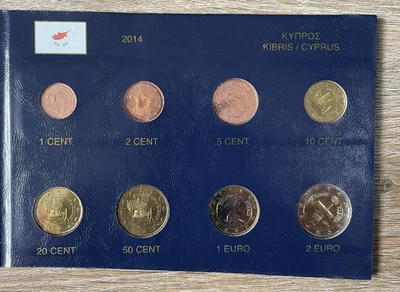 2014
ΚΥΠΡΟΣ
KIBRIS / CYPRUS
1 CENT
2 CENT
5 CENT
10 CENT
20 CENT
50 CENT
1 EURO
2 EURO